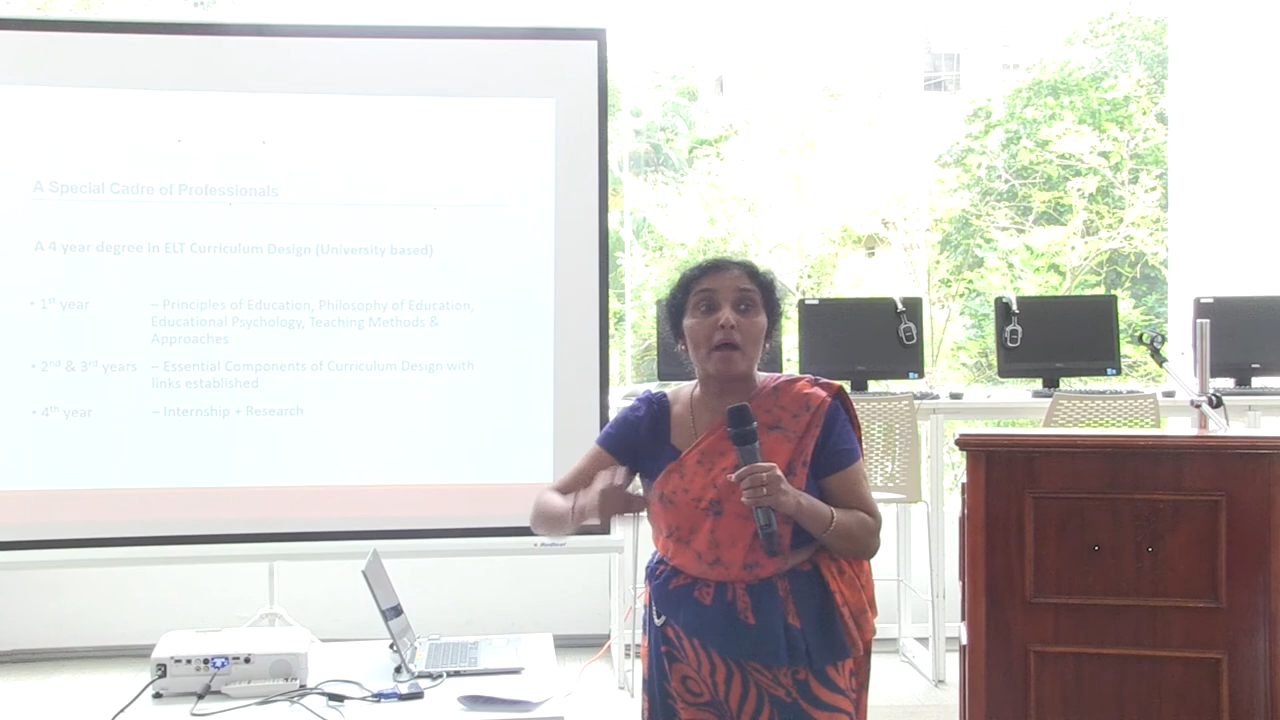 A Special Cadre of Professionals
A 4 year degree in ELT Curriculum Design (University based)
• 1st year – Principles of Education, Philosophy of Education,
Educational Psychology, Teaching Methods &
Approaches
• 2nd & 3rd years – Essential Components of Curriculum Design with
links established
• 4th year – Internship + Research